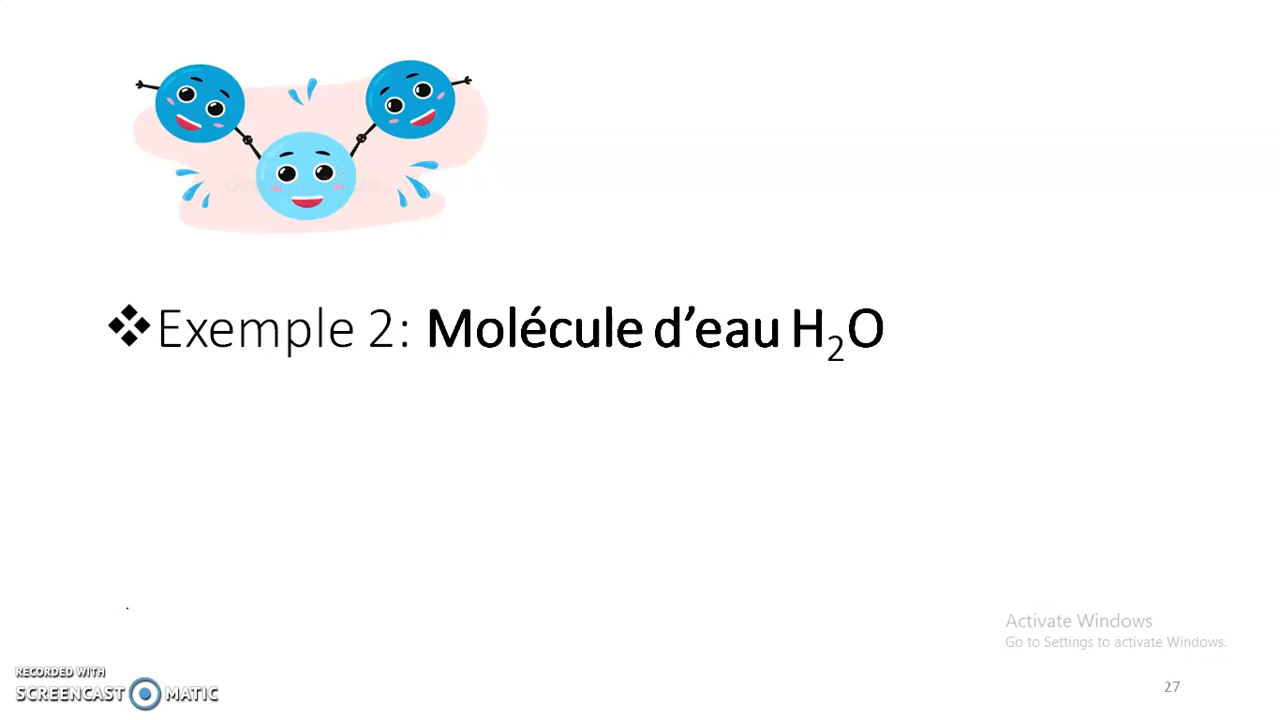 ❖Exemple 2: Molécule d’eau H₂O
Activate Windows
Go to Settings to activate Windows.
RECORDED WITH
SCREENCAST MATIC
27